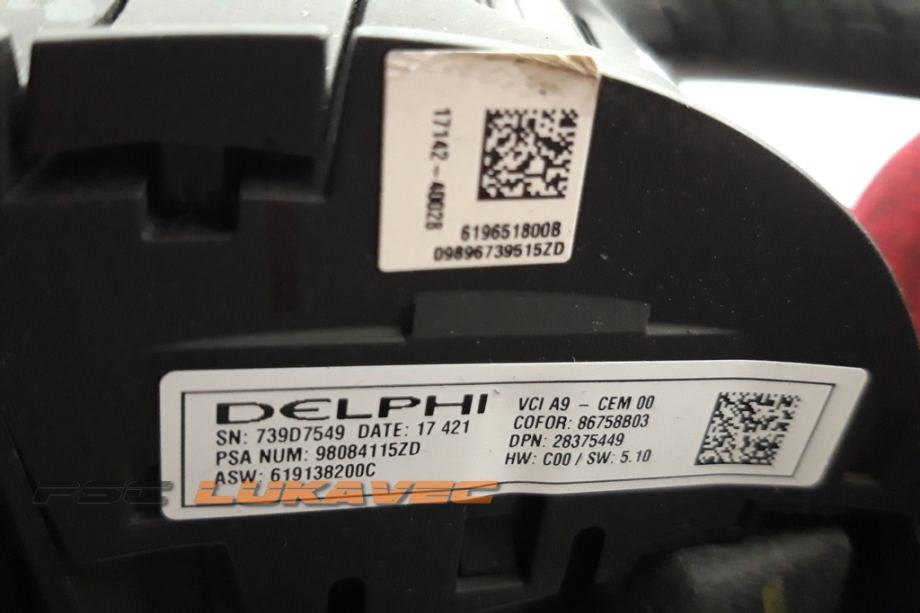 17142-40028
619651800B
09896739515ZD
DELPHI
SN: 739D7549 DATE: 17 421
PSA NUM: 98084115ZD
ASW: 619138200C
VCI A9 - CEM 00
COFOR: 86758B03
DPN: 28375449
HW: C00 / SW: 5.10
PSC LUKAVEC